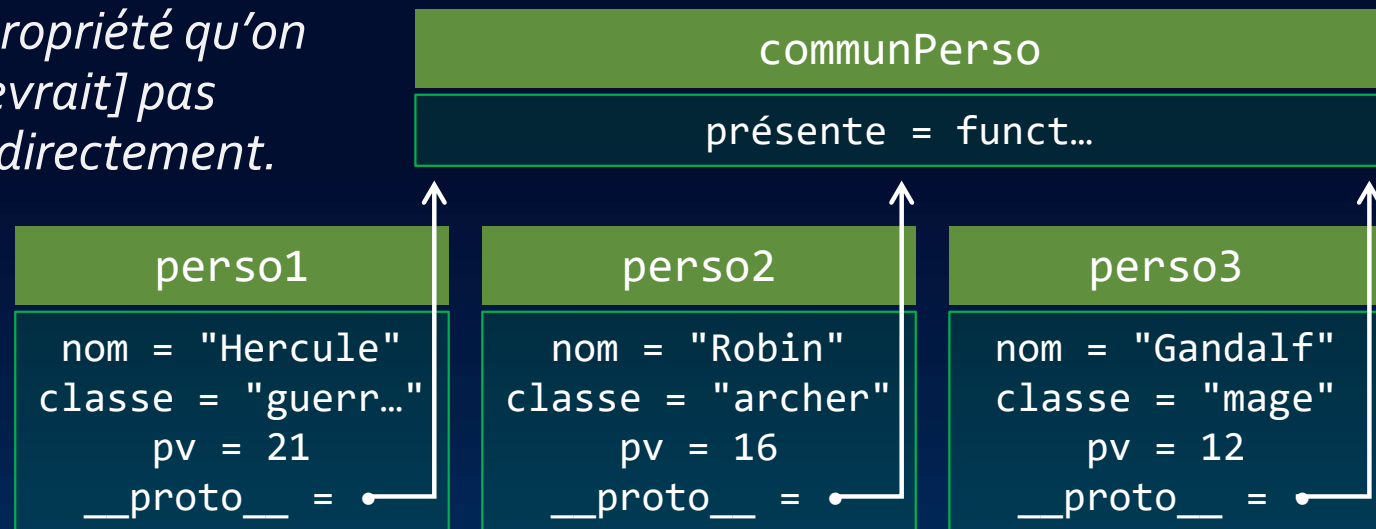 ropriété qu'on
evrait] pas
directement.
communPerso
présente = funct…
perso1
nom = "Hercule"
classe = "guerr…"
pv = 21
__proto__ =
perso2
nom = "Robin"
classe = "archer"
pv = 16
__proto__ =
perso3
nom = "Gandalf"
classe = "mage"
pv = 12
__proto__ =